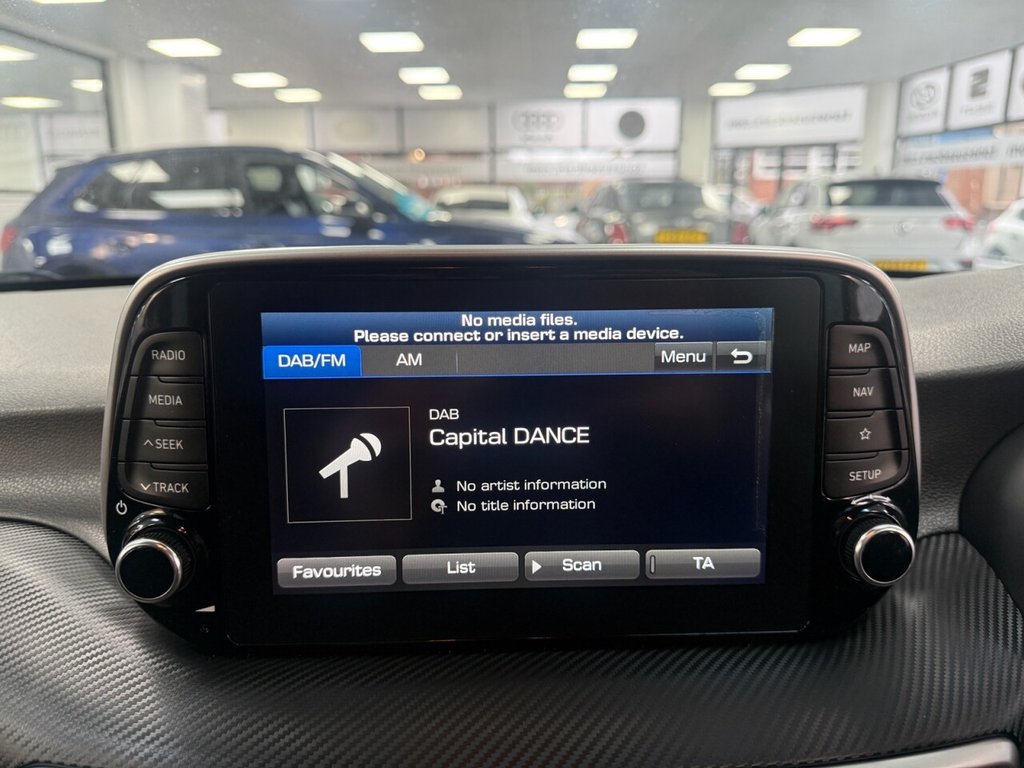 No media files.
Please connect or insert a media device.
DAB/FM
AM
Menu
RADIO
MEDIA
SEEK
TRACK
DAB
Capital DANCE
No artist information
No title information
Favourites
List
Scan
TA
MAP
NAV
SETUP